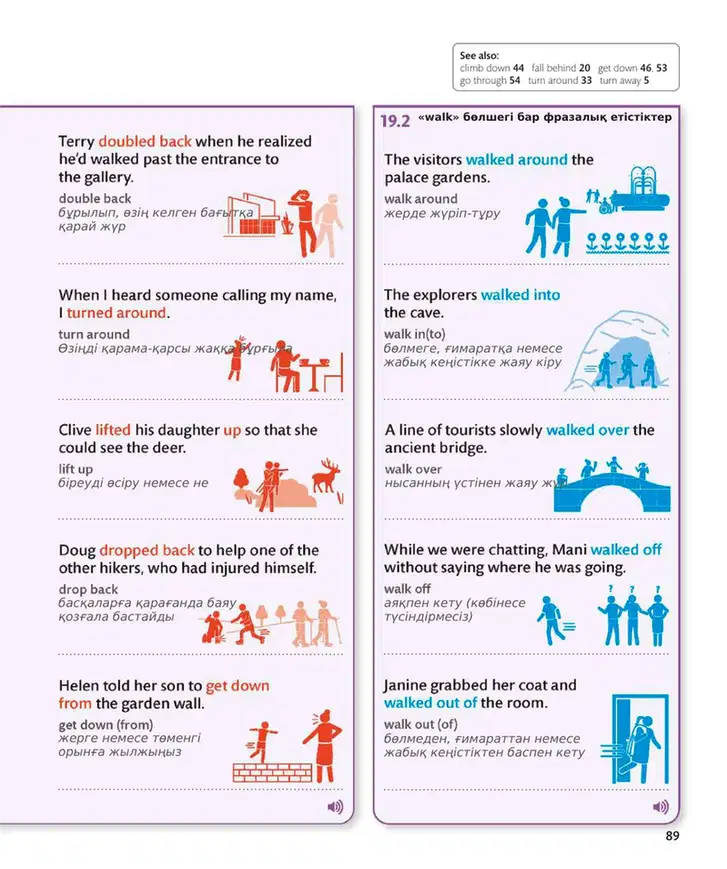 See also:
climb down 44 fall behind 20 get down 46, 53
go through 54 turn around 33 turn away 5
Terry doubled back when he realized
he'd walked past the entrance to
the gallery.
double back
бұрылып, өзің келген бағытқа
қарай жүр
When I heard someone calling my name,
I turned around.
turn around
Өзіңді қарама-қарсы жаққа бұрғыла
Clive lifted his daughter up so that she
could see the deer.
lift up
біреуді өсіру немесе не
Doug dropped back to help one of the
other hikers, who had injured himself.
drop back
басқаларға қарағанда баяу
қозғала бастайды
Helen told her son to get down
from the garden wall.
get down (from)
жерге немесе төменгі
орынға жылжыңыз
19.2 «walk» бөлшегі бар фразалық етістіктер
The visitors walked around the
palace gardens.
walk around
жерде жүріп-тұру
The explorers walked into
the cave.
walk in(to)
бөлмеге, ғимаратқа немесе
жабық кеңістікке жаяу кіру
A line of tourists slowly walked over the
ancient bridge.
walk over
нысанның үстінен жаяу
While we were chatting, Mani walked off
without saying where he was going.
walk off
аяқпен кету (көбінесе
түсіндірмесіз)
? ? ?
Janine grabbed her coat and
walked out of the room.
walk out (of)
бөлмеден, ғимараттан немесе
жабық кеңістіктен баспен кету
89